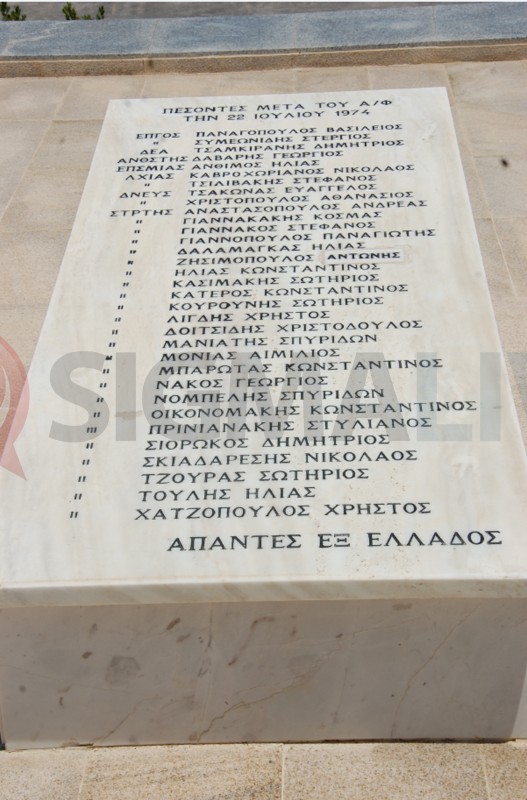 ΠΕΣΟΝΤΕΣ ΜΕΤΑ ΤΟΥ Α/Φ
ΤΗΝ 22 ΙΟΥΛΙΟΥ 1974
ΕΠΓΟΣ ΠΑΝΑΓΟΠΟΥΛΟΣ ΒΑΣΙΛΕΙΟΣ
" ΣΥΜΕΩΝΙΔΗΣ ΣΤΕΡΓΙΟΣ
ΔΕΑ ΤΣΑΜΚΙΡΑΝΗΣ ΔΗΜΗΤΡΙΟΣ
ΑΝΘΣΤΗΣ ΔΑΒΑΡΗΣ ΓΕΩΡΓΙΟΣ
ΕΠΣΜΙΑΣ ΑΝΘΙΜΟΣ ΗΛΙΑΣ
ΛΧΙΑΣ ΚΑΒΡΟΧΩΡΙΑΝΟΣ ΝΙΚΟΛΑΟΣ
" ΤΣΙΛΙΒΑΚΗΣ ΣΤΕΦΑΝΟΣ
ΔΝΕΥΣ ΤΣΑΚΩΝΑΣ ΕΥΑΓΓΕΛΟΣ
" ΧΡΙΣΤΟΠΟΥΛΟΣ ΑΘΑΝΑΣΙΟΣ
ΣΤΡΤΗΣ ΑΝΑΣΤΑΣΟΠΟΥΛΟΣ ΑΝΔΡΕΑΣ
" ΓΙΑΝΝΑΚΑΚΗΣ ΚΟΣΜΑΣ
" ΓΙΑΝΝΑΚΟΣ ΣΤΕΦΑΝΟΣ
" ΓΙΑΝΝΟΠΟΥΛΟΣ ΠΑΝΑΓΙΩΤΗΣ
" ΔΑΛΑΜΑΓΚΑΣ ΗΛΙΑΣ
" ΖΗΣΙΜΟΠΟΥΛΟΣ ΑΝΤΩΝΗΣ
" ΗΛΙΑΣ ΚΩΝΣΤΑΝΤΙΝΟΣ
" ΚΑΣΙΜΑΚΗΣ ΣΩΤΗΡΙΟΣ
" ΚΑΤΕΡΟΣ ΚΩΝΣΤΑΝΤΙΝΟΣ
" ΚΟΥΡΟΥΝΗΣ ΣΩΤΗΡΙΟΣ
" ΛΙΓΔΗΣ ΧΡΗΣΤΟΣ
" ΔΟΙΤΣΙΔΗΣ ΧΡΙΣΤΟΔΟΥΛΟΣ
" ΜΑΝΙΑΤΗΣ ΣΠΥΡΙΔΩΝ
" ΜΟΝΙΑΣ ΑΙΜΙΛΙΟΣ
" ΜΠΑΡΩΤΑΣ ΚΩΝΣΤΑΝΤΙΝΟΣ
" ΝΑΚΟΣ ΓΕΩΡΓΙΟΣ
" ΝΟΜΠΕΛΗΣ ΣΠΥΡΙΔΩΝ
" ΟΙΚΟΝΟΜΑΚΗΣ ΚΩΝΣΤΑΝΤΙΝΟΣ
" ΠΡΙΝΙΑΝΑΚΗΣ ΣΤΥΛΙΑΝΟΣ
" ΣΙΟΡΩΚΟΣ ΔΗΜΗΤΡΙΟΣ
" ΣΚΙΑΔΑΡΕΣΗΣ ΝΙΚΟΛΑΟΣ
" ΤΖΟΥΡΑΣ ΣΩΤΗΡΙΟΣ
" ΤΟΥΛΗΣ ΗΛΙΑΣ
" ΧΑΤΖΟΠΟΥΛΟΣ ΧΡΗΣΤΟΣ
ΑΠΑΝΤΕΣ ΕΞ ΕΛΛΑΔΟΣ
SIGMALI